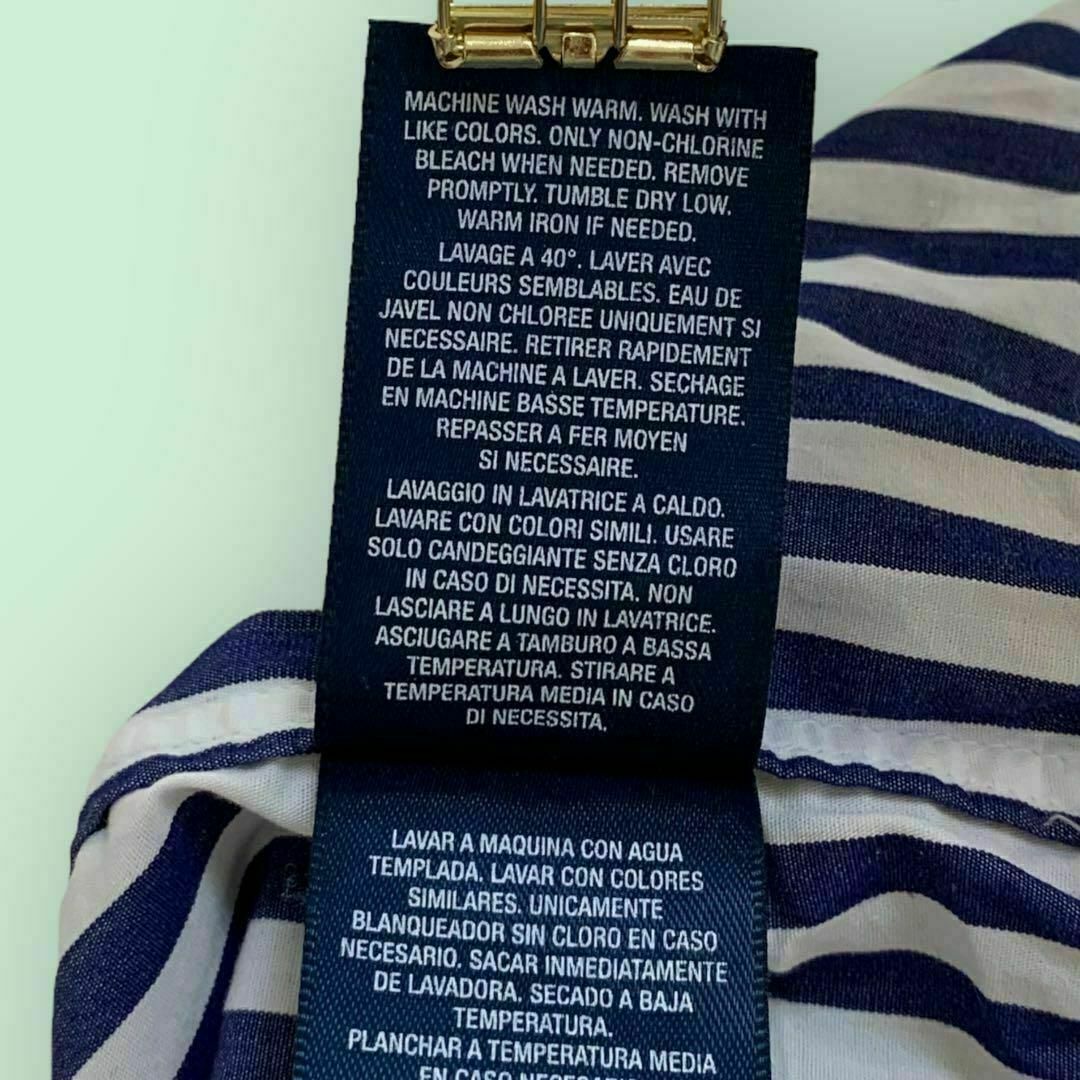 MACHINE WASH WARM. WASH WITH
LIKE COLORS. ONLY NON-CHLORINE
BLEACH WHEN NEEDED. REMOVE
PROMPTLY. TUMBLE DRY LOW.
WARM IRON IF NEEDED.
LAVAGE A 40°. LAVER AVEC
COULEURS SEMBLABLES. EAU DE
JAVEL NON CHLOREE UNIQUEMENT SI
NECESSAIRE. RETIRER RAPIDEMENT
DE LA MACHINE A LAVER. SECHAGE
EN MACHINE BASSE TEMPERATURE.
REPASSER A FER MOYEN
SI NECESSAIRE.
LAVAGGIO IN LAVATRICE A CALDO.
LAVARE CON COLORI SIMILI. USARE
SOLO CANDEGGIANTE SENZA CLORO
IN CASO DI NECESSITA. NON
LASCIARE A LUNGO IN LAVATRICE.
ASCIUGARE A TAMBURO A BASSA
TEMPERATURA. STIRARE A
TEMPERATURA MEDIA IN CASO
DI NECESSITA.
LAVAR A MAQUINA CON AGUA
TEMPLADA. LAVAR CON COLORES
SIMILARES. UNICAMENTE
BLANQUEADOR SIN CLORO EN CASO
NECESARIO. SACAR INMEDIATAMENTE
DE LAVADORA. SECADO A BAJA
TEMPERATURA.
PLANCHAR A TEMPERATURA MEDIA
EN CASO